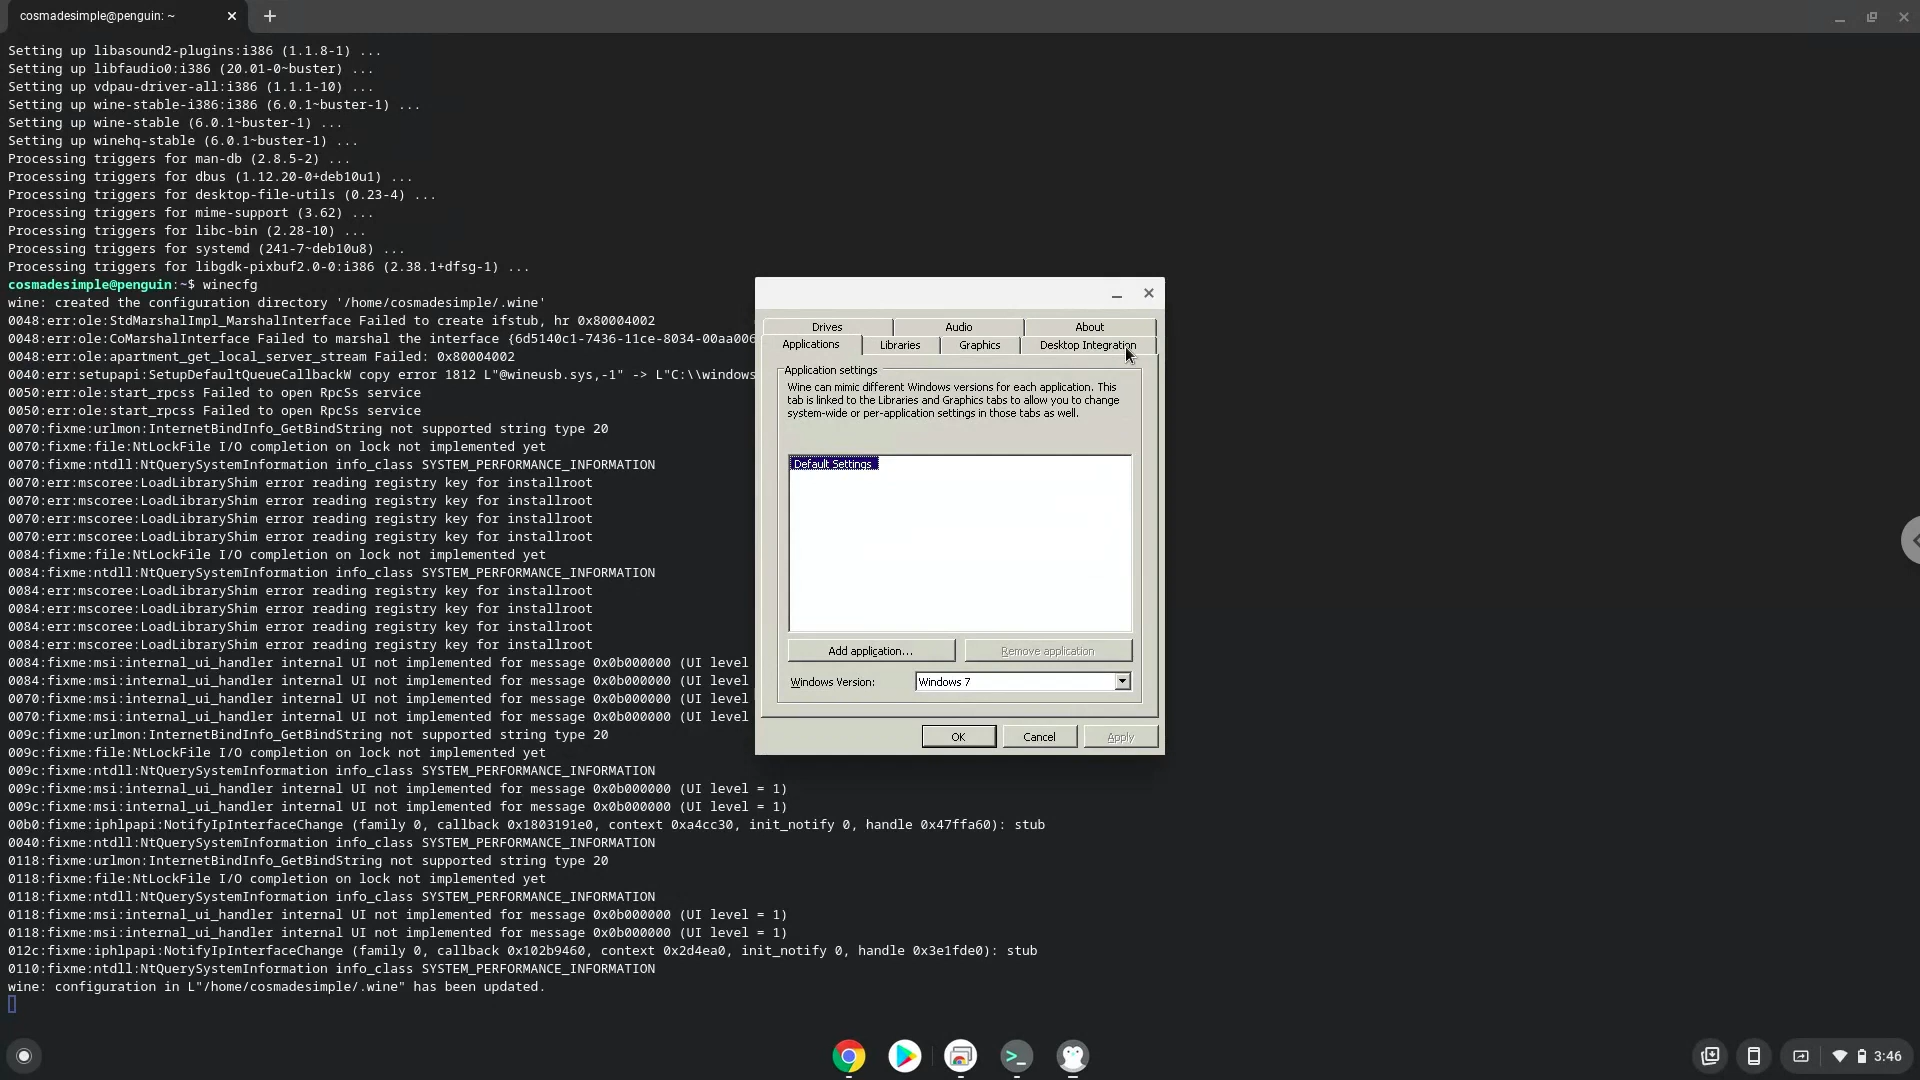 cosmadesimple@penguin: ~
Setting up libasound2-plugins:i386 (1.1.8-1) ...
Setting up libfaudio0:i386 (20.01-0~buster) ...
Setting up vdpau-driver-all:i386 (1.1.1-10) ...
Setting up wine-stable-i386:i386 (6.0.1~buster-1) ...
Setting up wine-stable (6.0.1~buster-1) ...
Setting up winehq-stable (6.0.1~buster-1) ...
Processing triggers for man-db (2.8.5-2) ...
Processing triggers for dbus (1.12.20-0+deb10u1) ...
Processing triggers for desktop-file-utils (0.23-4) ...
Processing triggers for mime-support (3.62) ...
Processing triggers for libc-bin (2.28-10) ...
Processing triggers for systemd (241-7~deb10u8) ...
Processing triggers for libgdk-pixbuf2.0-0:i386 (2.38.1+dfsg-1) ...
cosmadesimple@penguin:~$ winecfg
wine: created the configuration directory '/home/cosmadesimple/.wine'
0048:err:ole:StdMarshalImpl_MarshalInterface Failed to create ifstub, hr 0x80004002
0048:err:ole:CoMarshalInterface Failed to marshal the interface {6d5140c1-7436-11ce-8034-00aa006
0048:err:ole:apartment_get_local_server_stream Failed: 0x80004002
0040:err:setupapi:SetupDefaultQueueCallbackW copy error 1812 L"@wineusb.sys,-1" -> L"C:\\windows
0050:err:ole:start_rpcss Failed to open RpcSs service
0050:err:ole:start_rpcss Failed to open RpcSs service
0070:fixme:urlmon:InternetBindInfo_GetBindString not supported string type 20
0070:fixme:file:NtLockFile I/O completion on lock not implemented yet
0070:fixme:ntdll:NtQuerySystemInformation info_class SYSTEM_PERFORMANCE_INFORMATION
0070:err:mscoree:LoadLibraryShim error reading registry key for installroot
0070:err:mscoree:LoadLibraryShim error reading registry key for installroot
0070:err:mscoree:LoadLibraryShim error reading registry key for installroot
0070:err:mscoree:LoadLibraryShim error reading registry key for installroot
0084:fixme:file:NtLockFile I/O completion on lock not implemented yet
0084:fixme:ntdll:NtQuerySystemInformation info_class SYSTEM_PERFORMANCE_INFORMATION
0084:err:mscoree:LoadLibraryShim error reading registry key for installroot
0084:err:mscoree:LoadLibraryShim error reading registry key for installroot
0084:err:mscoree:LoadLibraryShim error reading registry key for installroot
0084:err:mscoree:LoadLibraryShim error reading registry key for installroot
0084:fixme:msi:internal_ui_handler internal UI not implemented for message 0x0b000000 (UI level
0084:fixme:msi:internal_ui_handler internal UI not implemented for message 0x0b000000 (UI level
0070:fixme:msi:internal_ui_handler internal UI not implemented for message 0x0b000000 (UI level
0070:fixme:msi:internal_ui_handler internal UI not implemented for message 0x0b000000 (UI level
009c:fixme:urlmon:InternetBindInfo_GetBindString not supported string type 20
009c:fixme:file:NtLockFile I/O completion on lock not implemented yet
009c:fixme:ntdll:NtQuerySystemInformation info_class SYSTEM_PERFORMANCE_INFORMATION
009c:fixme:msi:internal_ui_handler internal UI not implemented for message 0x0b000000 (UI level = 1)
009c:fixme:msi:internal_ui_handler internal UI not implemented for message 0x0b000000 (UI level = 1)
00b0:fixme:iphlpapi:NotifyIpInterfaceChange (family 0, callback 0x1803191e0, context 0xa4cc30, init_notify 0, handle 0x47ffa60): stub
0040:fixme:ntdll:NtQuerySystemInformation info_class SYSTEM_PERFORMANCE_INFORMATION
0118:fixme:urlmon:InternetBindInfo_GetBindString not supported string type 20
0118:fixme:file:NtLockFile I/O completion on lock not implemented yet
0118:fixme:ntdll:NtQuerySystemInformation info_class SYSTEM_PERFORMANCE_INFORMATION
0118:fixme:msi:internal_ui_handler internal UI not implemented for message 0x0b000000 (UI level = 1)
0118:fixme:msi:internal_ui_handler internal UI not implemented for message 0x0b000000 (UI level = 1)
012c:fixme:iphlpapi:NotifyIpInterfaceChange (family 0, callback 0x102b9460, context 0x2d4ea0, init_notify 0, handle 0x3e1fde0): stub
0110:fixme:ntdll:NtQuerySystemInformation info_class SYSTEM_PERFORMANCE_INFORMATION
wine: configuration in L"/home/cosmadesimple/.wine" has been updated.
Drives Audio About
Applications Libraries Graphics Desktop Integration
Application settings
Wine can mimic different Windows versions for each application. This
tab is linked to the Libraries and Graphics tabs to allow you to change
system-wide or per-application settings in those tabs as well.
Default Settings
Add application... Remove application
Windows Version: Windows 7
OK Cancel Apply
3:46